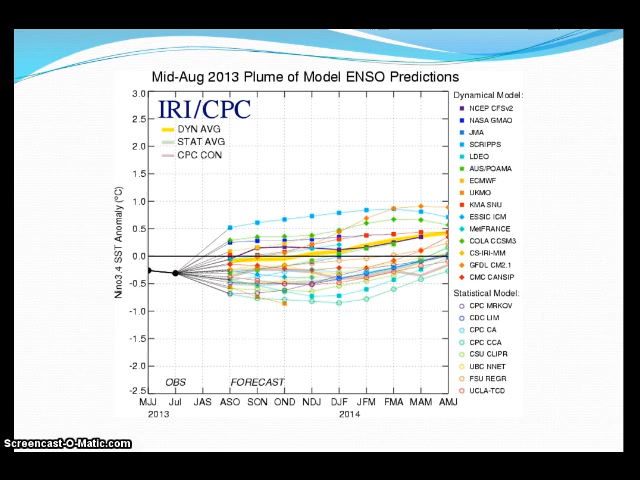 Mid-Aug 2013 Plume of Model ENSO Predictions
IRI/CPC
DYN AVG
STAT AVG
CPC CON
Nino3.4 SST Anomaly (°C)
3.0
2.5
2.0
1.5
1.0
0.5
0.0
-0.5
-1.0
-1.5
-2.0
-2.5
OBS
FORECAST
MJJ Jul JAS ASO SON OND NDJ DJF JFM FMA MAM AMJ
2013 2014
Dynamical Model:
NCEP CFSv2
NASA GMAO
JMA
SCRIPPS
LDEO
AUS/POAMA
ECMWF
UKMO
KMA SNU
ESSIC ICM
MetFRANCE
COLA CCSM3
CS-IRI-MM
GFDL CM2.1
CMC CANSIP
Statistical Model:
CPC MRKOV
CDC LIM
CPC CA
CPC CCA
CSU CLIPR
UBC NNET
FSU REGR
UCLA-TCD
Screencast-O-Matic.com